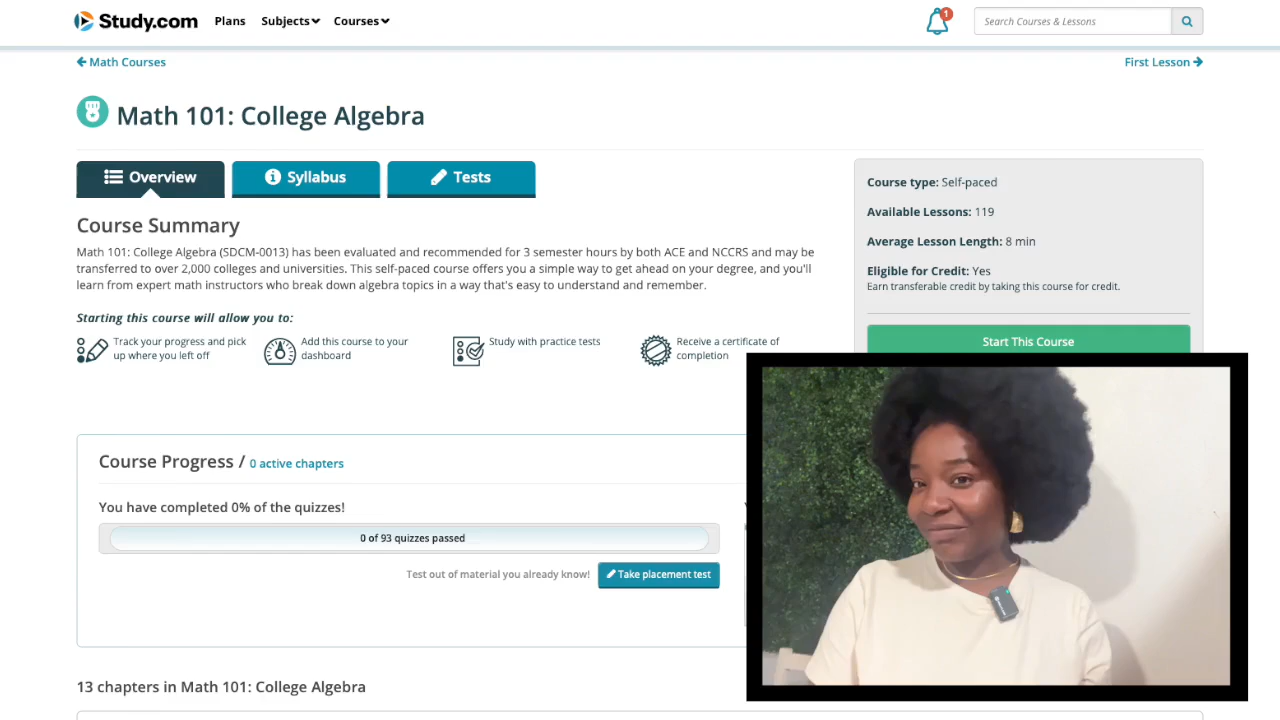 Study.com
Plans
Subjects
Courses
1
Search Courses & Lessons
Math Courses
First Lesson
Math 101: College Algebra
Overview
Syllabus
Tests
Course Summary
Math 101: College Algebra (SDCM-0013) has been evaluated and recommended for 3 semester hours by both ACE and NCCRS and may be
transferred to over 2,000 colleges and universities. This self-paced course offers you a simple way to get ahead on your degree, and you'll
learn from expert math instructors who break down algebra topics in a way that's easy to understand and remember.
Starting this course will allow you to:
Track your progress and pick
up where you left off
Add this course to your
dashboard
Study with practice tests
Receive a certificate of
completion
Course type: Self-paced
Available Lessons: 119
Average Lesson Length: 8 min
Eligible for Credit: Yes
Earn transferable credit by taking this course for credit.
Start This Course
Course Progress / 0 active chapters
You have completed 0% of the quizzes!
0 of 93 quizzes passed
Test out of material you already know!
Take placement test
13 chapters in Math 101: College Algebra